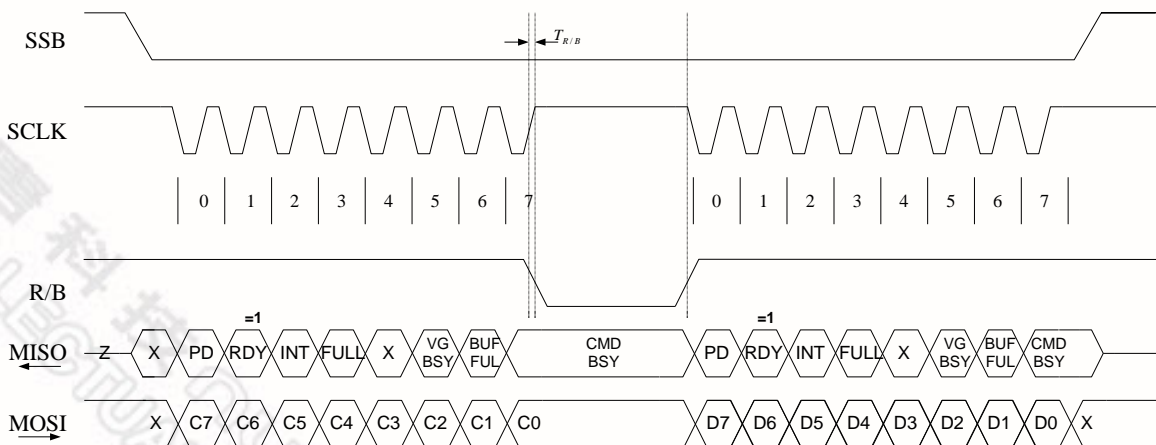 SSB
T R/B
SCLK
0 1 2 3 4 5 6 7 0 1 2 3 4 5 6 7
R/B
=1 =1
MISO Z X PD RDY INT FULL X VG BSY BUF FUL CMD BSY PD RDY INT FULL X VG BSY BUF FUL CMD BSY
MOSI X C7 C6 C5 C4 C3 C2 C1 C0 D7 D6 D5 D4 D3 D2 D1 D0 X
科 技